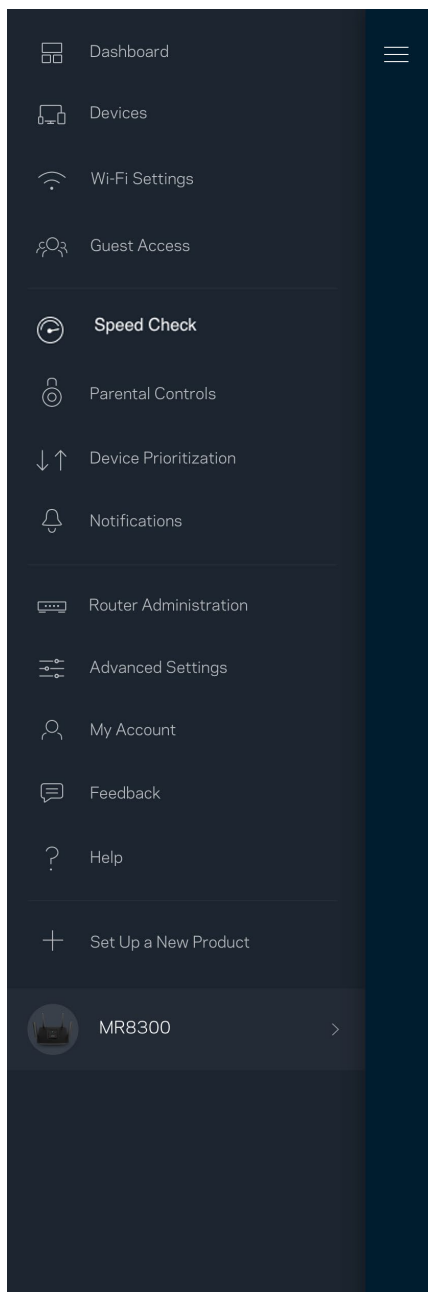 Dashboard
Devices
Wi-Fi Settings
Guest Access
Speed Check
Parental Controls
Device Prioritization
Notifications
Router Administration
Advanced Settings
My Account
Feedback
Help
Set Up a New Product
MR8300